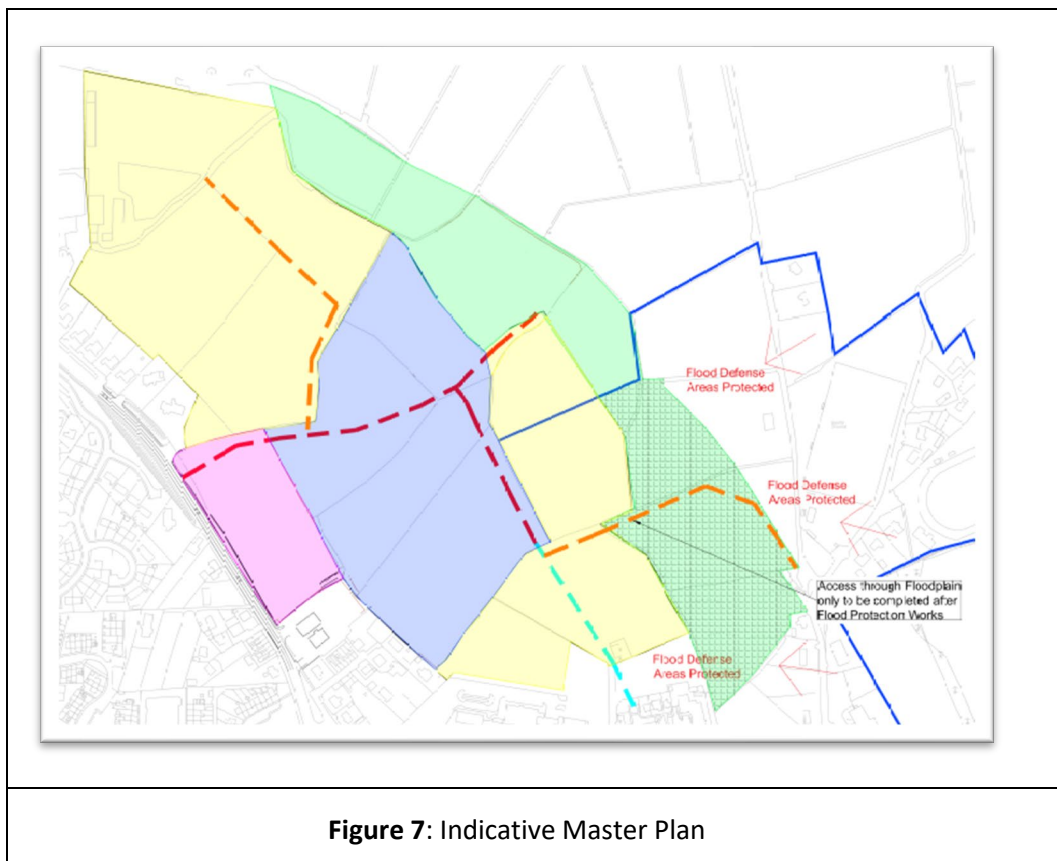 Flood Defense
Areas Protected
Flood Defense
Areas Protected
Access through Floodplain
only to be completed after
Flood Protection Works
Flood Defense
Areas Protected
Figure 7: Indicative Master Plan